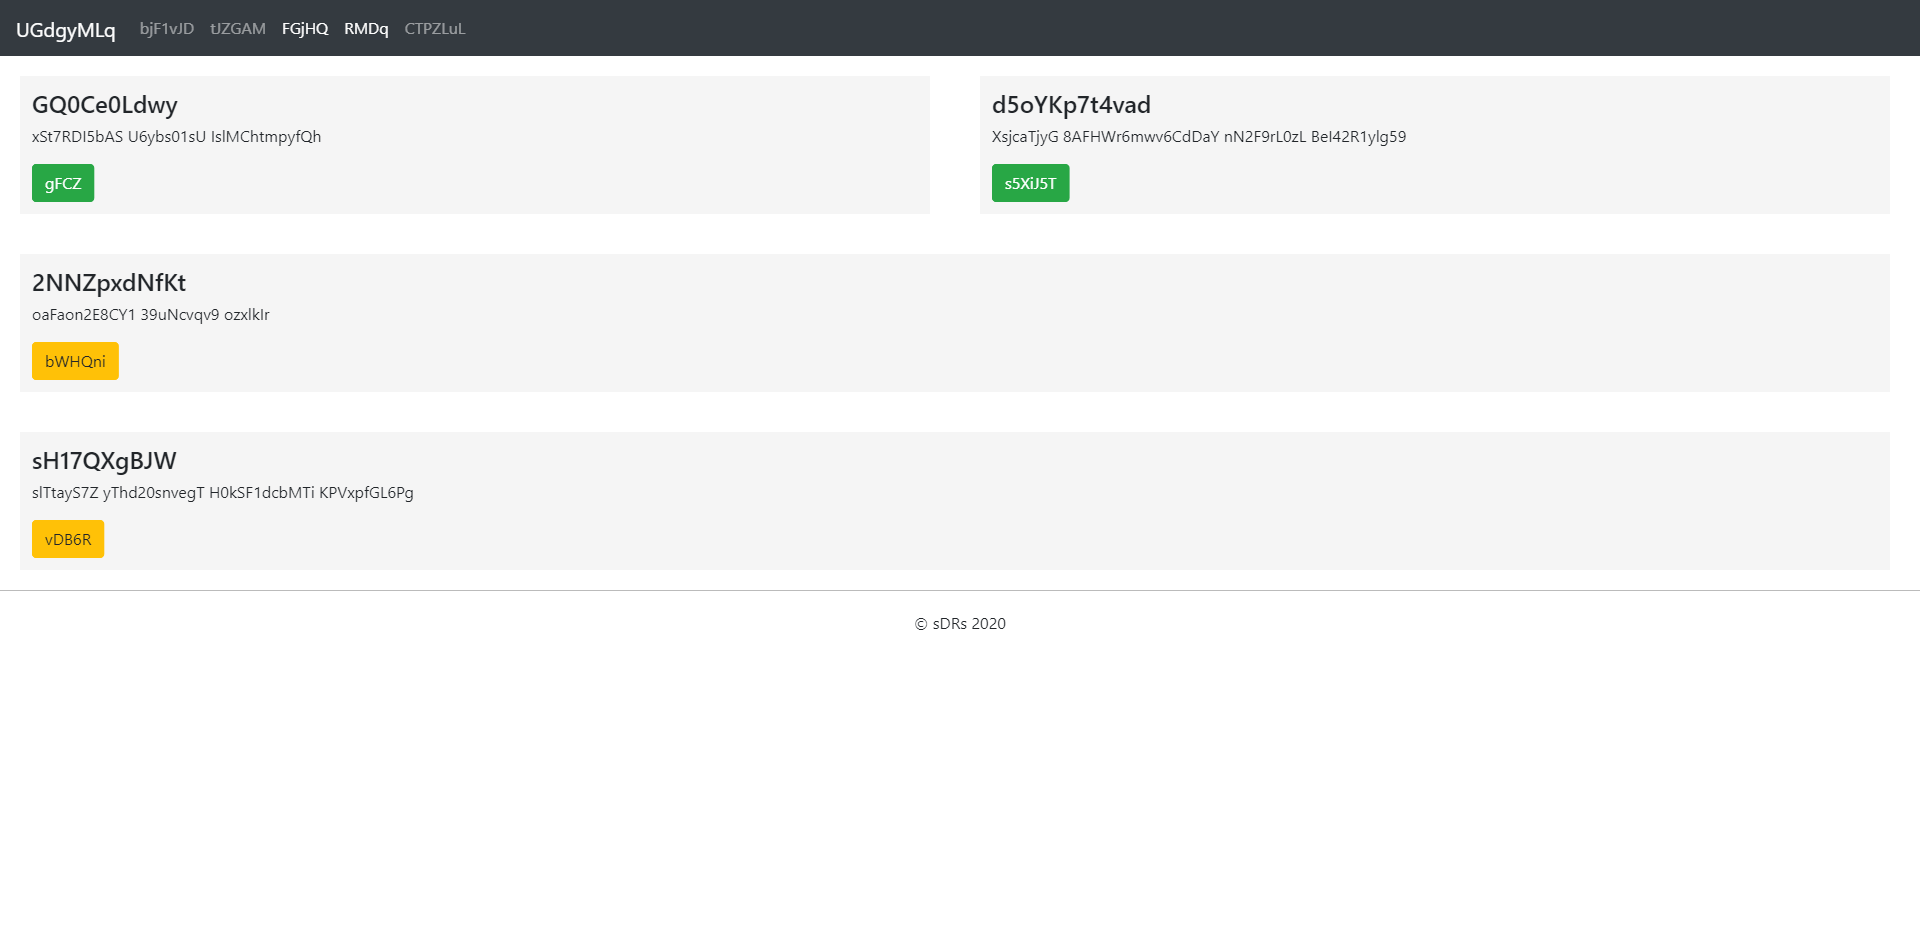 UGdgyMLq bjF1vJD tJZGAM FGjHQ RMDq CTPZLuL
GQ0Ce0Ldwy
xSt7RDI5bAS U6ybs01sU IslMChtmpyfQh
gFCZ
d5oYKp7t4vad
XsjcaTjyG 8AFHWr6mwv6CdDaY nN2F9rL0zL BeI42R1ylg59
s5XiJ5T
2NNZpxdNfKt
oaFaon2E8CY1 39uNcvqv9 ozxlkIr
bWHQni
sH17QXgBJW
slTtayS7Z yThd20snvegT H0kSF1dcbMTi KPVxpfGL6Pg
vDB6R
© sDRs 2020